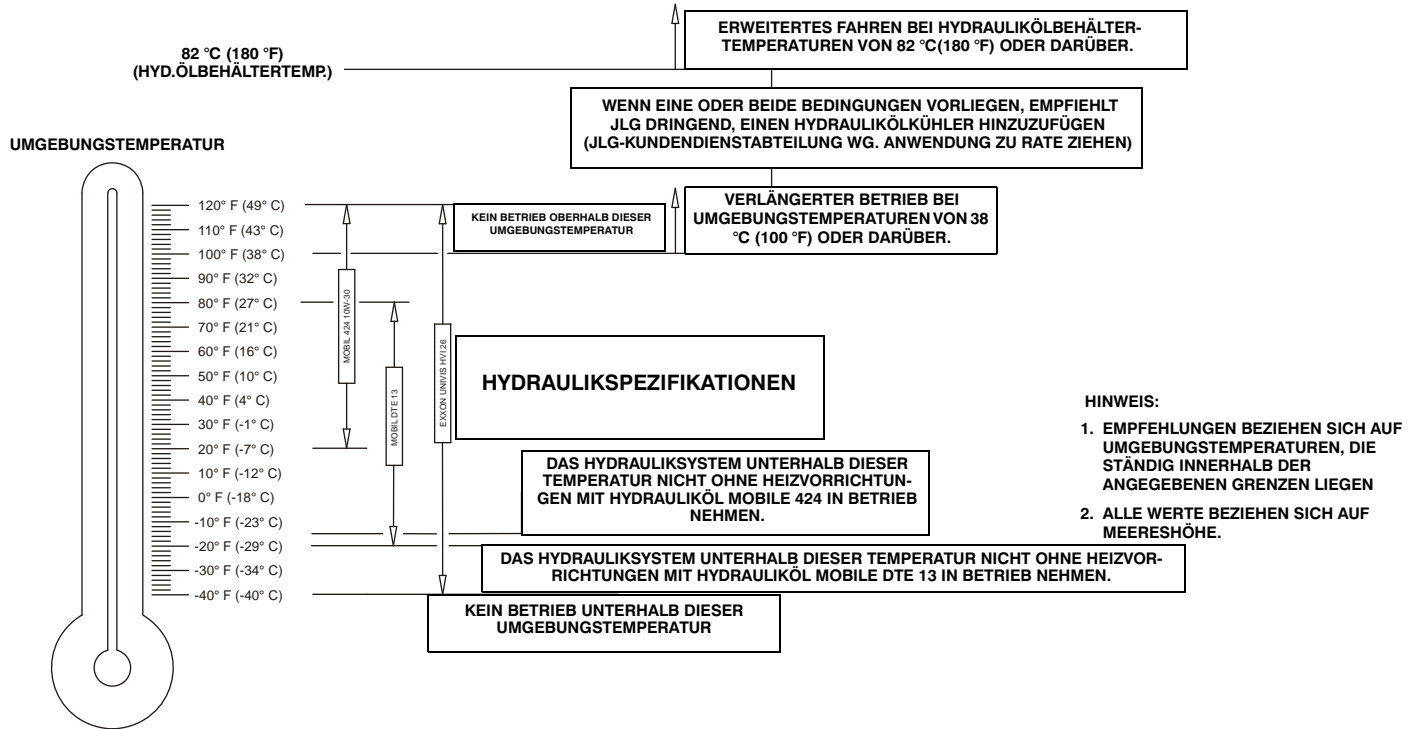 82 °C (180 °F)
(HYD.ÖLBEHÄLTERTEMP.)
ERWEITERTES FAHREN BEI HYDRAULIKÖLBEHÄLTER-
TEMPERATUREN VON 82 °C(180 °F) ODER DARÜBER.
WENN EINE ODER BEIDE BEDINGUNGEN VORLIEGEN, EMPFIEHLT
JLG DRINGEND, EINEN HYDRAULIKÖLKÜHLER HINZUZUFÜGEN
(JLG-KUNDENDIENSTABTEILUNG WG. ANWENDUNG ZU RATE ZIEHEN)
UMGEBUNGSTEMPERATUR
120° F (49° C)
110° F (43° C)
100° F (38° C)
90° F (32° C)
80° F (27° C)
70° F (21° C)
60° F (16° C)
50° F (10° C)
40° F (4° C)
30° F (-1° C)
20° F (-7° C)
10° F (-12° C)
0° F (-18° C)
-10° F (-23° C)
-20° F (-29° C)
-30° F (-34° C)
-40° F (-40° C)
MOBIL 424 10W-30
MOBIL DTE 13
EXXON UNIVIS HVI 26
KEIN BETRIEB OBERHALB DIESER
UMGEBUNGSTEMPERATUR
VERLÄNGERTER BETRIEB BEI
UMGEBUNGSTEMPERATUREN VON 38
°C (100 °F) ODER DARÜBER.
HYDRAULIKSPEZIFIKATIONEN
DAS HYDRAULIKSYSTEM UNTERHALB DIESER
TEMPERATUR NICHT OHNE HEIZVORRICHTUN-
GEN MIT HYDRAULIKÖL MOBILE 424 IN BETRIEB
NEHMEN.
DAS HYDRAULIKSYSTEM UNTERHALB DIESER TEMPERATUR NICHT OHNE HEIZVOR-
RICHTUNGEN MIT HYDRAULIKÖL MOBILE DTE 13 IN BETRIEB NEHMEN.
KEIN BETRIEB UNTERHALB DIESER
UMGEBUNGSTEMPERATUR
HINWEIS:
1. EMPFEHLUNGEN BEZIEHEN SICH AUF
UMGEBUNGSTEMPERATUREN, DIE
STÄNDIG INNERHALB DER
ANGEGEBENEN GRENZEN LIEGEN
2. ALLE WERTE BEZIEHEN SICH AUF
MEERESHÖHE.